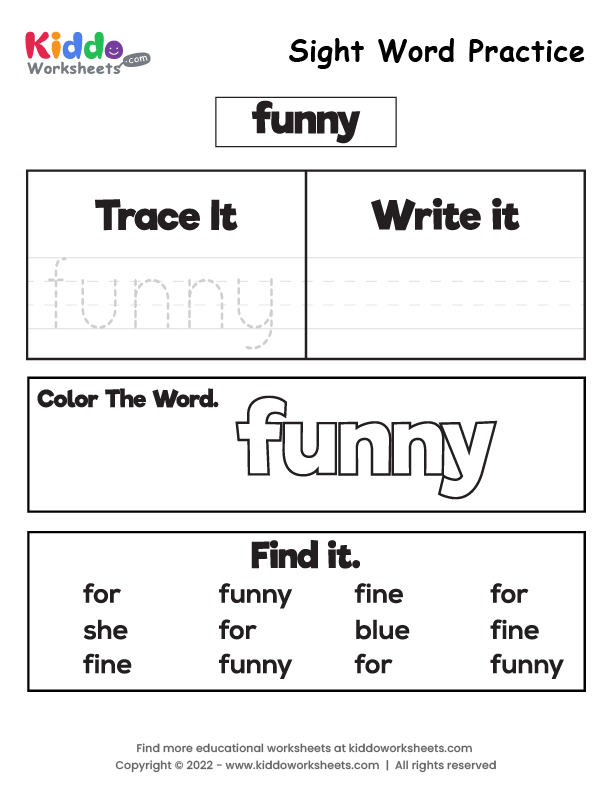 Kiddo
Worksheets .com
Sight Word Practice
funny
Trace It
Write it
funny
Color The Word.
funny
Find it.
for funny fine for
she for blue fine
fine funny for funny
Find more educational worksheets at kiddoworksheets.com
Copyright © 2022 - www.kiddoworksheets.com | All rights reserved